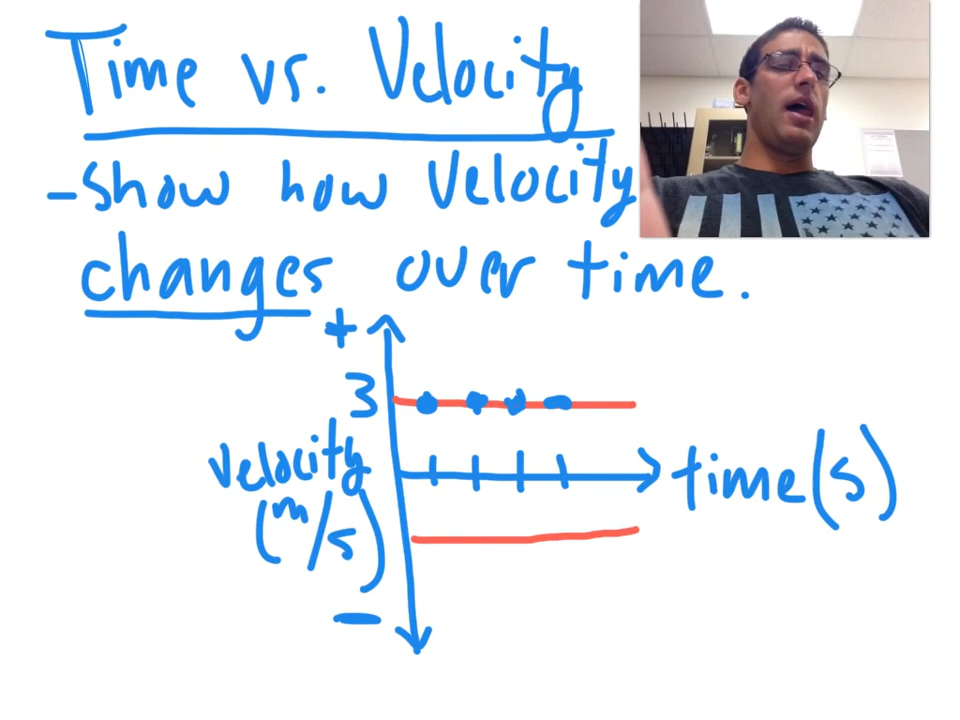 Time vs. Velocity
- show how velocity
changes over time.
+
3
velocity
(m/s)
time(s)
-